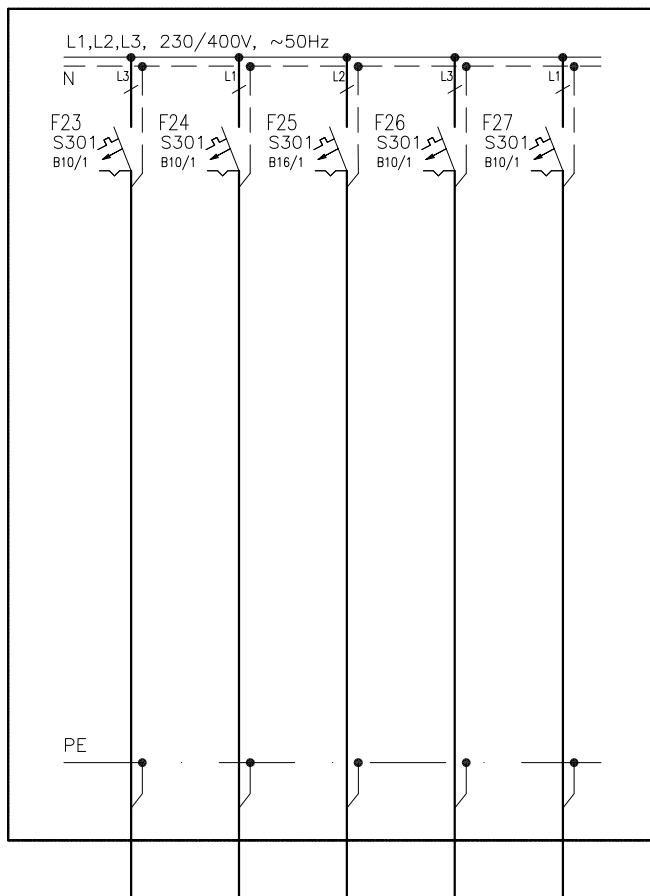 L1,L2,L3, 230/400V, ~50Hz
N
L3
L1
L2
L3
L1
F23
S301
B10/1
F24
S301
B10/1
F25
S301
B16/1
F26
S301
B10/1
F27
S301
B10/1
PE